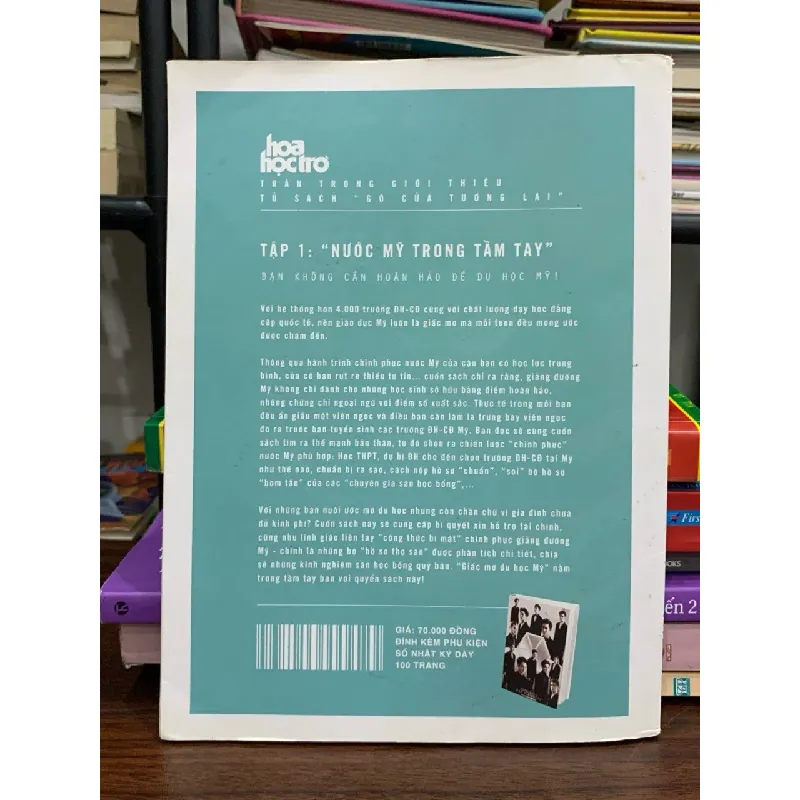 hoa
học trò
TRÂN TRỌNG GIỚI THIỆU
TỦ SÁCH "GÕ CỬA TƯƠNG LAI"
TẬP 1: "NƯỚC MỸ TRONG TẦM TAY"
BẠN KHÔNG CẦN HOÀN HẢO ĐỂ DU HỌC MỸ!
Với hệ thống hơn 4.000 trường ĐH-CĐ cùng với chất lượng dạy học đẳng
cấp quốc tế, nền giáo dục Mỹ luôn là giấc mơ mà mỗi teen đều mong ước
được chạm đến.
Thông qua hành trình chinh phục nước Mỹ của cậu bạn có học lực trung
bình, của cô bạn rụt rè thiếu tự tin... cuốn sách chỉ ra rằng, giảng đường
Mỹ không chỉ dành cho những học sinh sở hữu bảng điểm hoàn hảo,
những chứng chỉ ngoại ngữ với điểm số xuất sắc. Thực tế trong mỗi bạn
đều ẩn giấu một viên ngọc và điều bạn cần làm là trưng bày viên ngọc
đó ra trước ban tuyển sinh các trường ĐH-CĐ Mỹ. Bạn đọc sẽ cùng cuốn
sách tìm ra thế mạnh bản thân, từ đó chọn ra chiến lược "chinh phục"
nước Mỹ phù hợp: Học THPT, dự bị ĐH cho đến chọn trường ĐH-CĐ tại Mỹ
như thế nào, chuẩn bị ra sao, cách nộp hồ sơ "chuẩn", "soi" bộ hồ sơ
"bom tấn" của các "chuyên gia săn học bổng",...
Với những bạn nuôi ước mơ du học nhưng còn chần chừ vì gia đình chưa
đủ kinh phí? Cuốn sách này sẽ cung cấp bí quyết xin hỗ trợ tài chính,
cũng như lĩnh giáo liền tay "công thức bí mật" chinh phục giảng đường
Mỹ - chính là những bộ "hồ sơ thợ săn" được phân tích chi tiết, chia
sẻ những kinh nghiệm săn học bổng quý báu. "Giấc mơ du học Mỹ" nằm
trong tầm tay bạn với quyển sách này!
GIÁ: 70.000 ĐỒNG
ĐÍNH KÈM PHỤ KIỆN
SỔ NHẬT KÝ DÀY
100 TRANG
Firs
ến 2